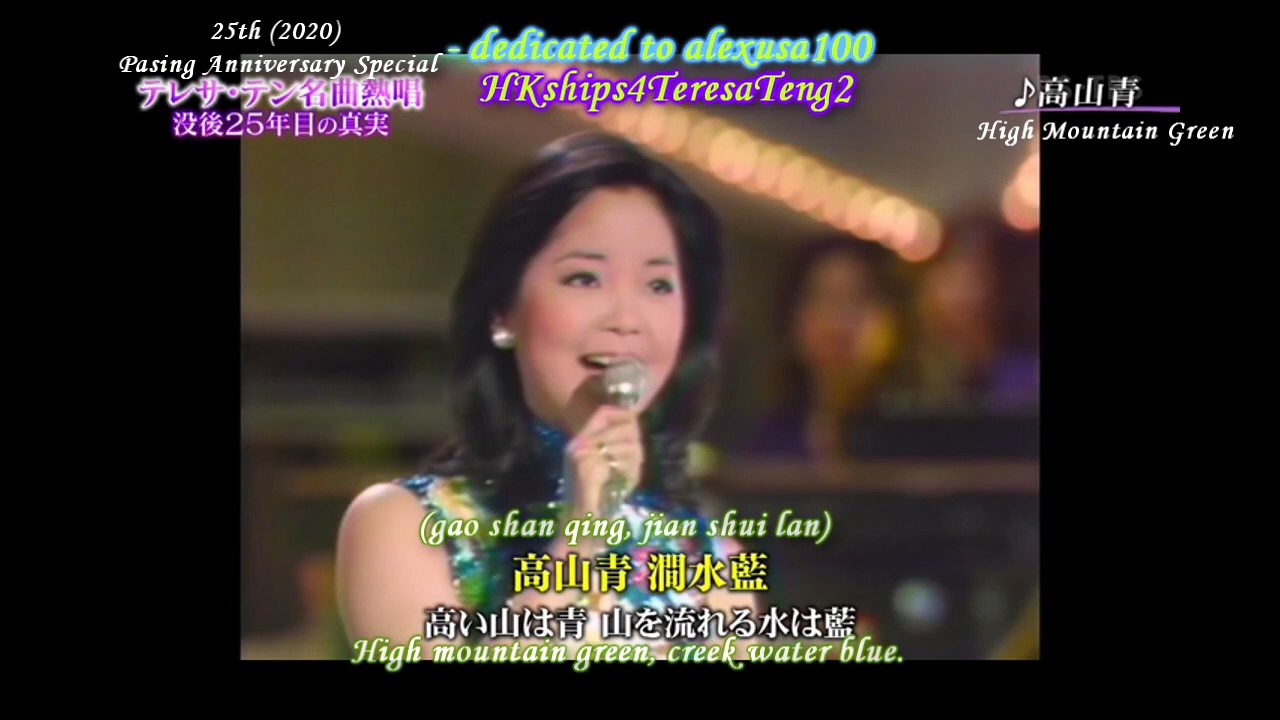 25th (2020)
Pasing Anniversary Special
テレサ・テン名曲熱唱
没後25年目の真実
- dedicated to alexusa100
HKships4TeresaTeng2
♪高山青
High Mountain Green
(gao shan qing, jian shui lan)
高山青 澗水藍
高い山は青 山を流れる水は藍
High mountain green, creek water blue.